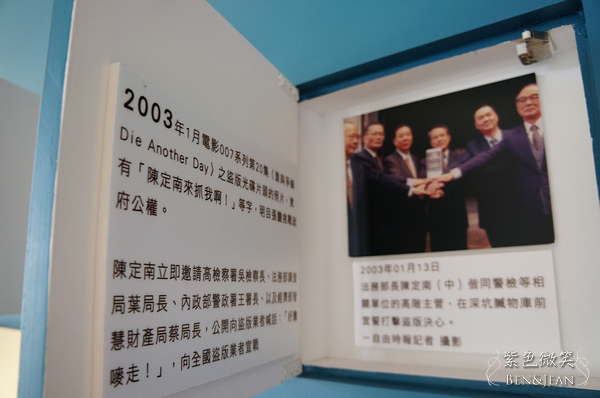 2003年1月電影007系列第20集（誰與爭鋒
Die Another Day）之盜版光碟片頭的照片，竟
有「陳定南來抓我啊！」等字，明目張膽挑戰政
府公權。
陳定南立即邀請高檢察署吳檢察長、法務部調查
局葉局長、內政部警政署王署長、以及經濟部智
慧財產局蔡局長，公開向盜版業者喊話：「好膽
嘜走！」，向全國盜版業者宣戰
2003年01月13日
法務部長陳定南（中）偕同警檢等相
關單位的高階主管，在深坑贓物庫前
宣誓打擊盜版決心。
－自由時報記者 攝影
紫色微笑
BEN&JEAN